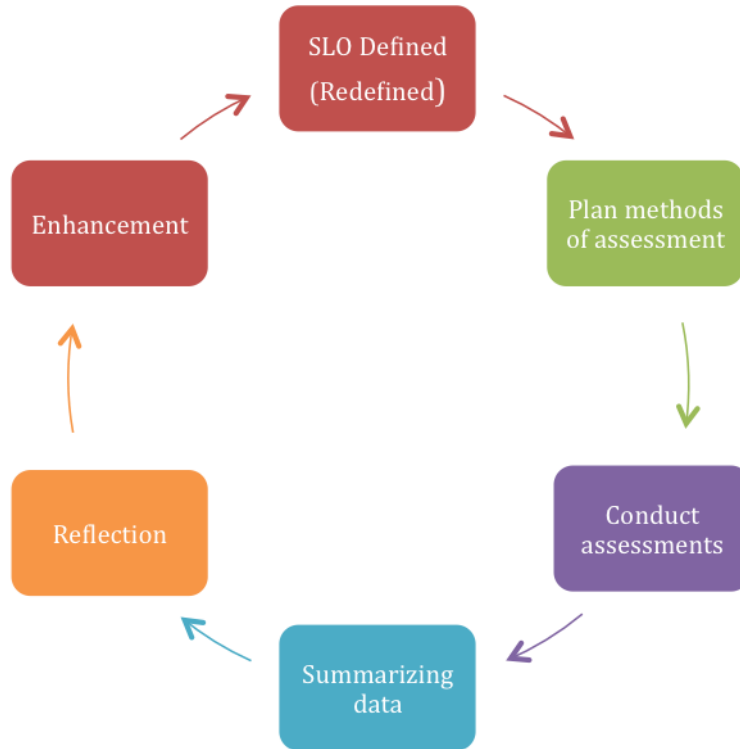 SLO Defined
(Redefined)
Plan methods
of assessment
Conduct
assessments
Summarizing
data
Reflection
Enhancement